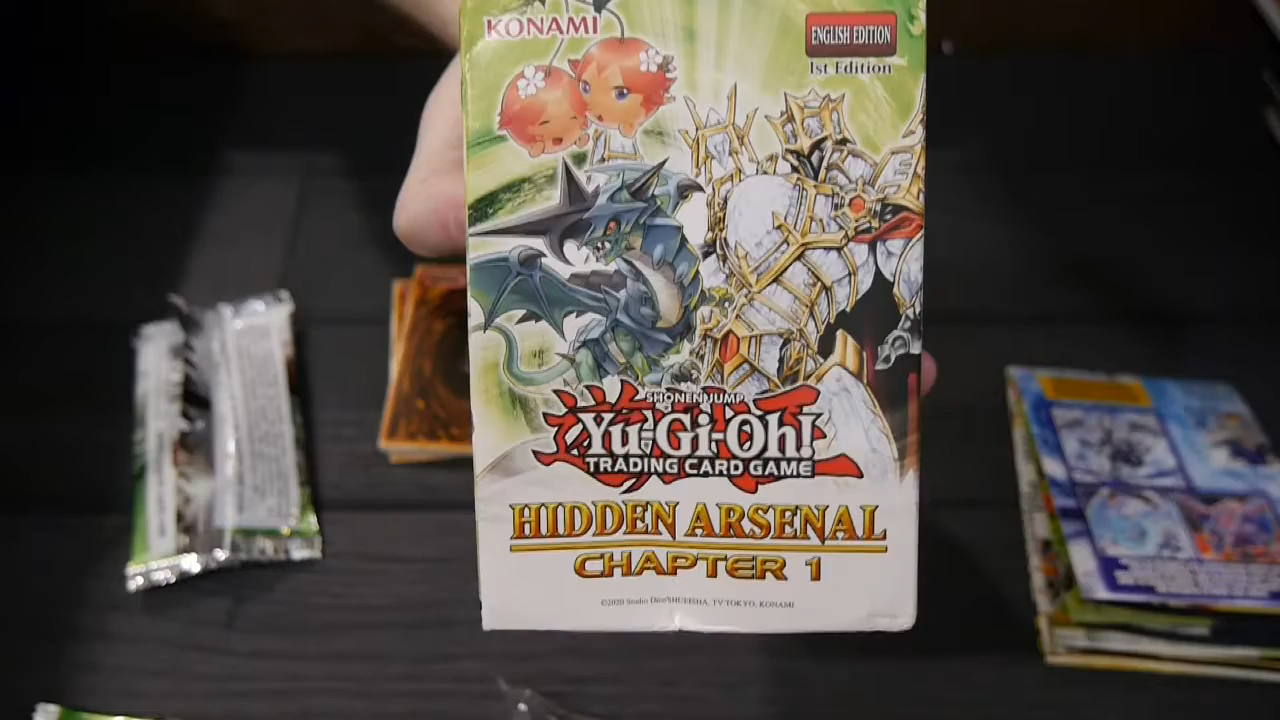 KONAMI
ENGLISH EDITION
1st Edition
SHONEN JUMP
Yu-Gi-Oh!
TRADING CARD GAME
HIDDEN ARSENAL
CHAPTER 1
©2020 Studio Dice/SHUEISHA, TV TOKYO, KONAMI